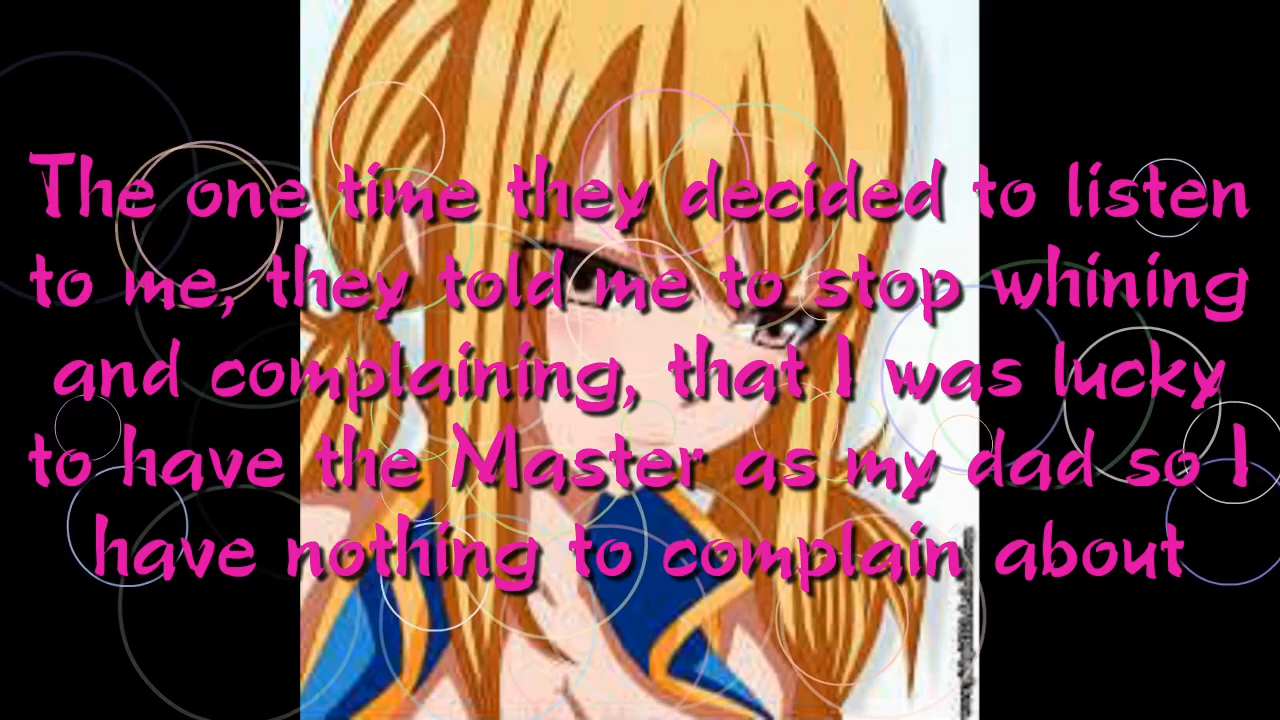 The one time they decided to listen
to me, they told me to stop whining
and complaining, that I was lucky
to have the Master as my dad so I
have nothing to complain about